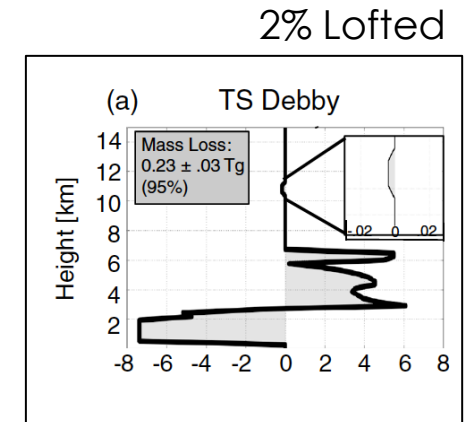 2% Lofted
(a) TS Debby
Mass Loss:
0.23 ± .03 Tg
(95%)
Height [km]
14
12
10
8
6
4
2
-.02 0 02
-8 -6 -4 -2 0 2 4 6 8